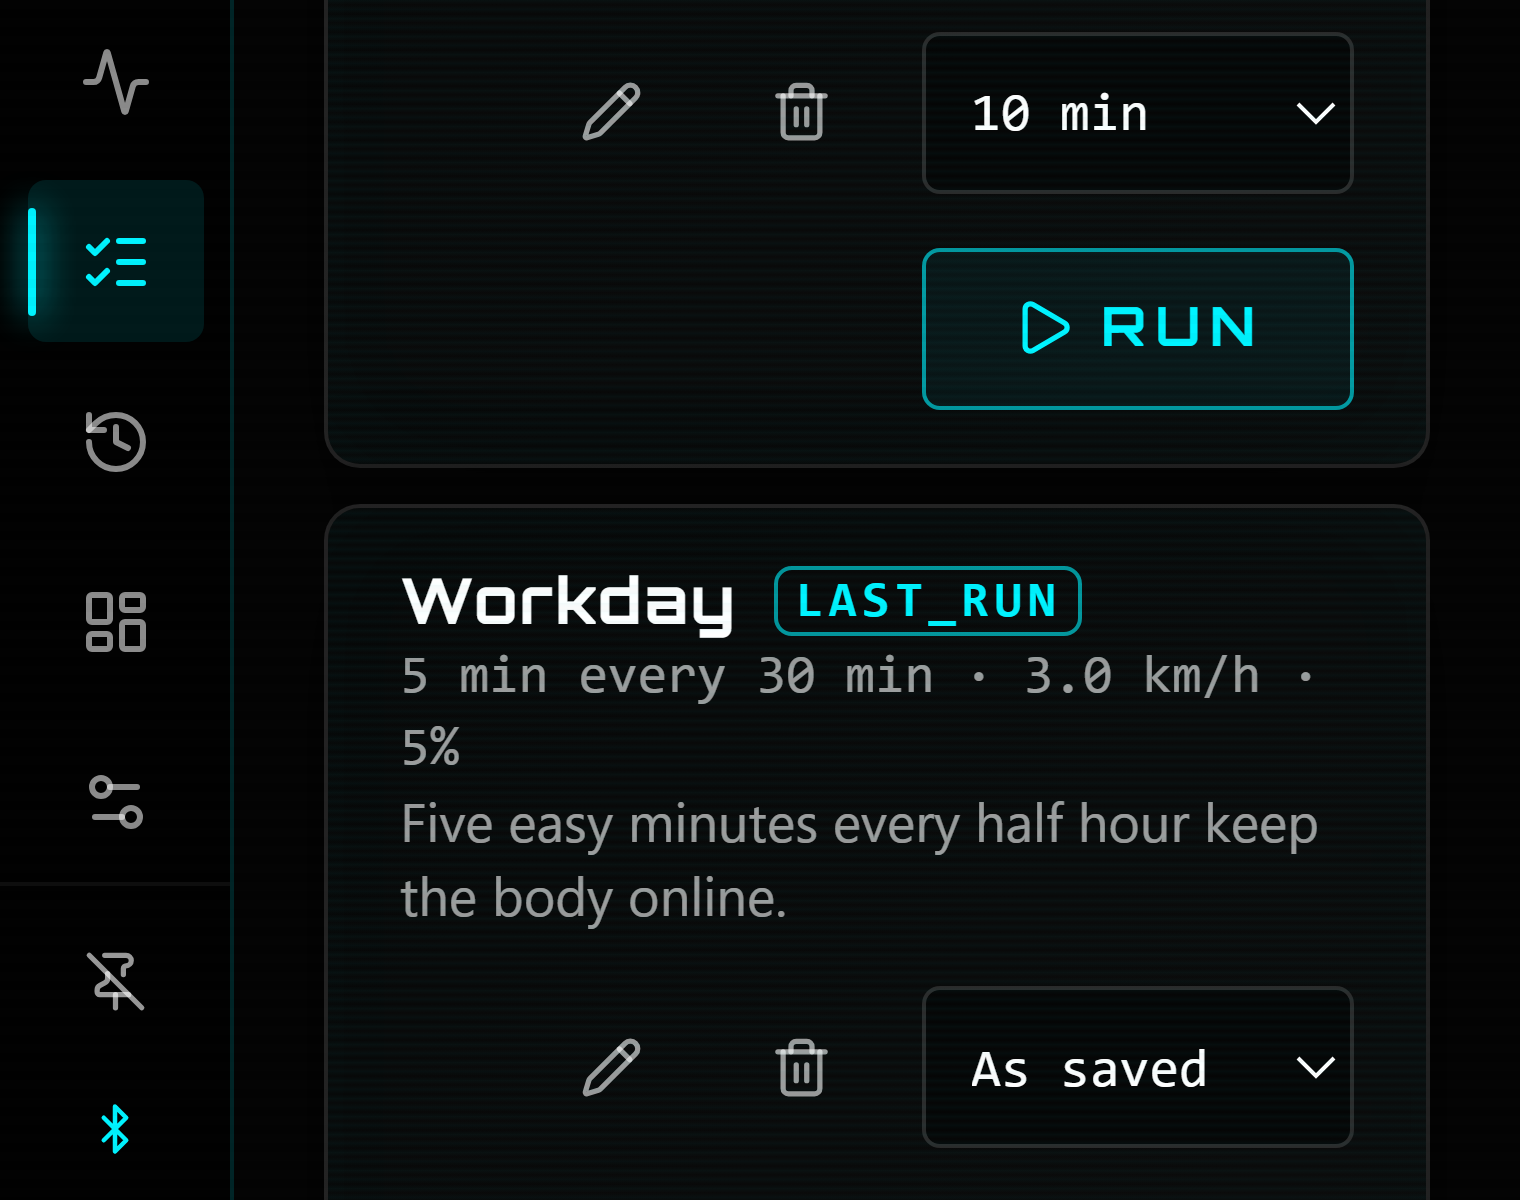 10 min
RUN
Workday LAST_RUN
5 min every 30 min · 3.0 km/h ·
5%
Five easy minutes every half hour keep
the body online.
As saved